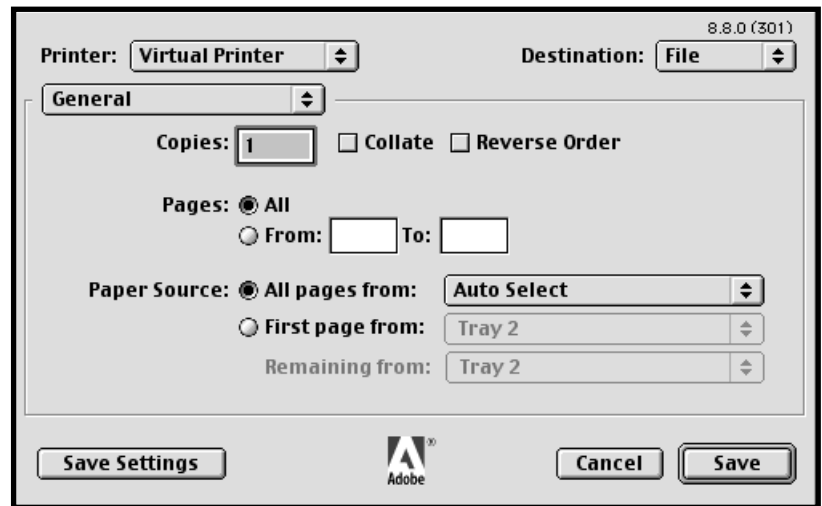 8.8.0 (301)
Printer: Virtual Printer Destination: File
General
Copies: 1 Collate Reverse Order
Pages: All
From: To:
Paper Source: All pages from: Auto Select
First page from: Tray 2
Remaining from: Tray 2
Save Settings Adobe® Cancel Save